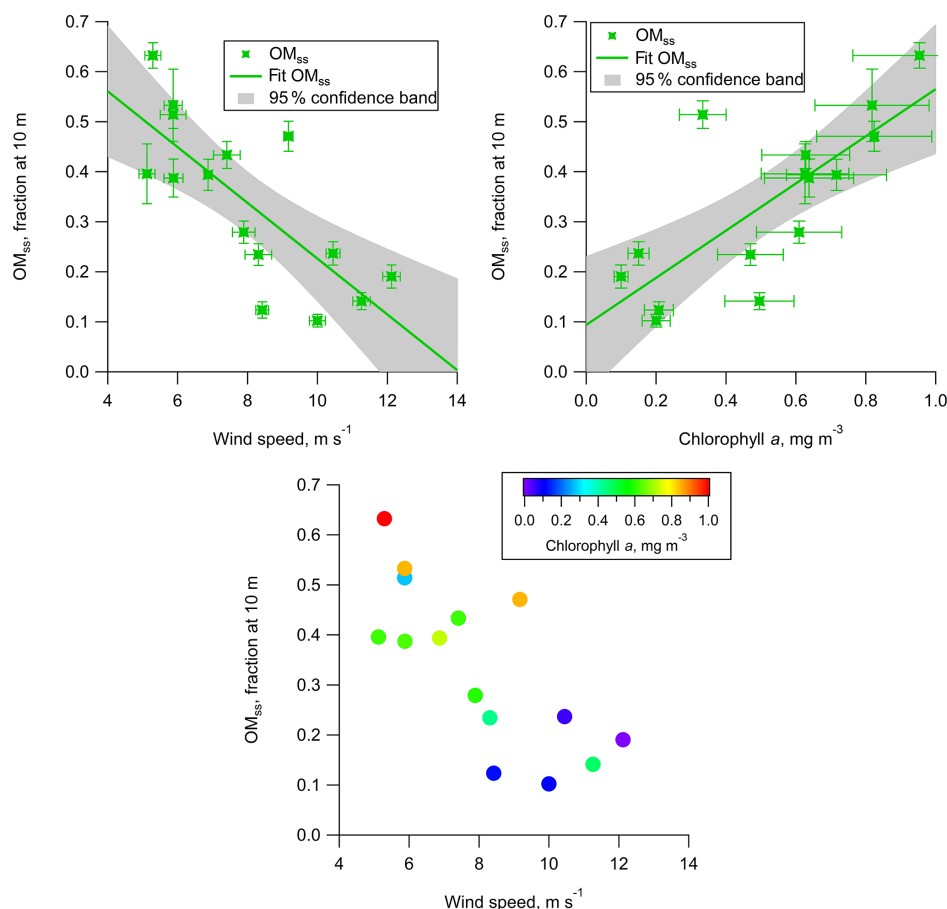 0.7
0.6
0.5
0.4
0.3
0.2
0.1
0.0
OMss, fraction at 10 m
4 6 8 10 12 14
Wind speed, m s-1
OMss
Fit OMss
95 % confidence band
0.7
0.6
0.5
0.4
0.3
0.2
0.1
0.0
OMss, fraction at 10 m
0.0 0.2 0.4 0.6 0.8 1.0
Chlorophyll a, mg m-3
OMss
Fit OMss
95 % confidence band
0.7
0.6
0.5
0.4
0.3
0.2
0.1
0.0
OMss, fraction at 10 m
4 6 8 10 12 14
Wind speed, m s-1
0.0 0.2 0.4 0.6 0.8 1.0
Chlorophyll a, mg m-3